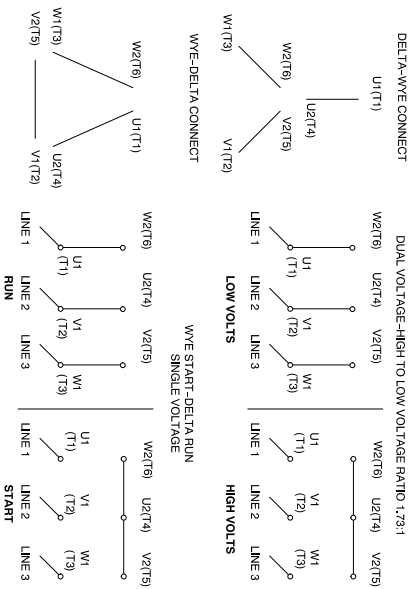 DELTA–WYE CONNECT
U1(T1)
U2(T4)
W2(T6)
V2(T5)
W1(T3)
V1(T2)
DUAL VOLTAGE–HIGH TO LOW VOLTAGE RATIO 1.73:1
W2(T6) U2(T4) V2(T5)
U1 V1 W1
(T1) (T2) (T3)
LINE 1 LINE 2 LINE 3
LOW VOLTS
W2(T6) U2(T4) V2(T5)
U1 V1 W1
(T1) (T2) (T3)
LINE 1 LINE 2 LINE 3
HIGH VOLTS
WYE–DELTA CONNECT
W2(T6) U1(T1)
W1(T3) U2(T4)
V2(T5) V1(T2)
WYE START–DELTA RUN
SINGLE VOLTAGE
W2(T6) U2(T4) V2(T5)
U1 V1 W1
(T1) (T2) (T3)
LINE 1 LINE 2 LINE 3
RUN
W2(T6) U2(T4) V2(T5)
U1 V1 W1
(T1) (T2) (T3)
LINE 1 LINE 2 LINE 3
START